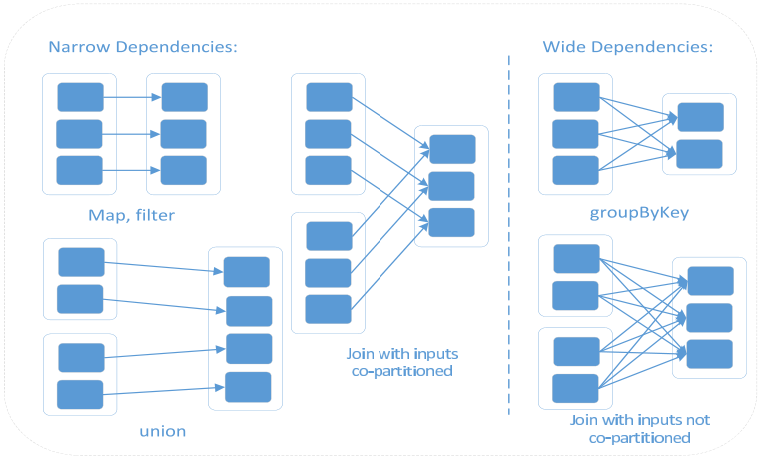 Narrow Dependencies:
Wide Dependencies:
Map, filter
groupByKey
Join with inputs
co-partitioned
union
Join with inputs not
co-partitioned